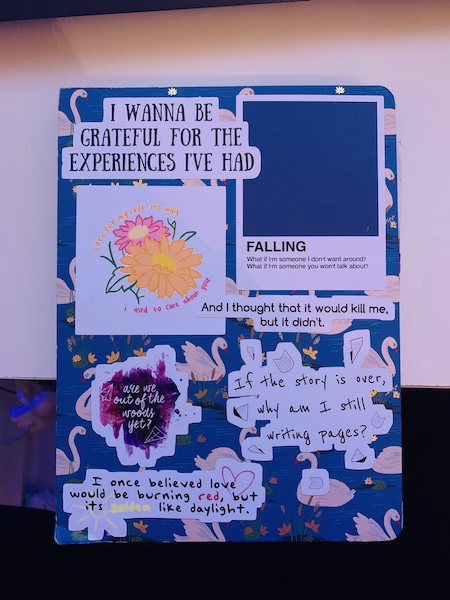 I WANNA BE
GRATEFUL FOR THE
EXPERIENCES I'VE HAD
FALLING
What if I'm someone I don't want around?
What if I'm someone you won't talk about?
i care for myself the way
i used to care about you
And I thought that it would kill me,
but it didn't.
are we
out of the
woods
yet?
If the story is over,
why am I still
writing pages?
I once believed love
would be burning red, but
its golden like daylight.